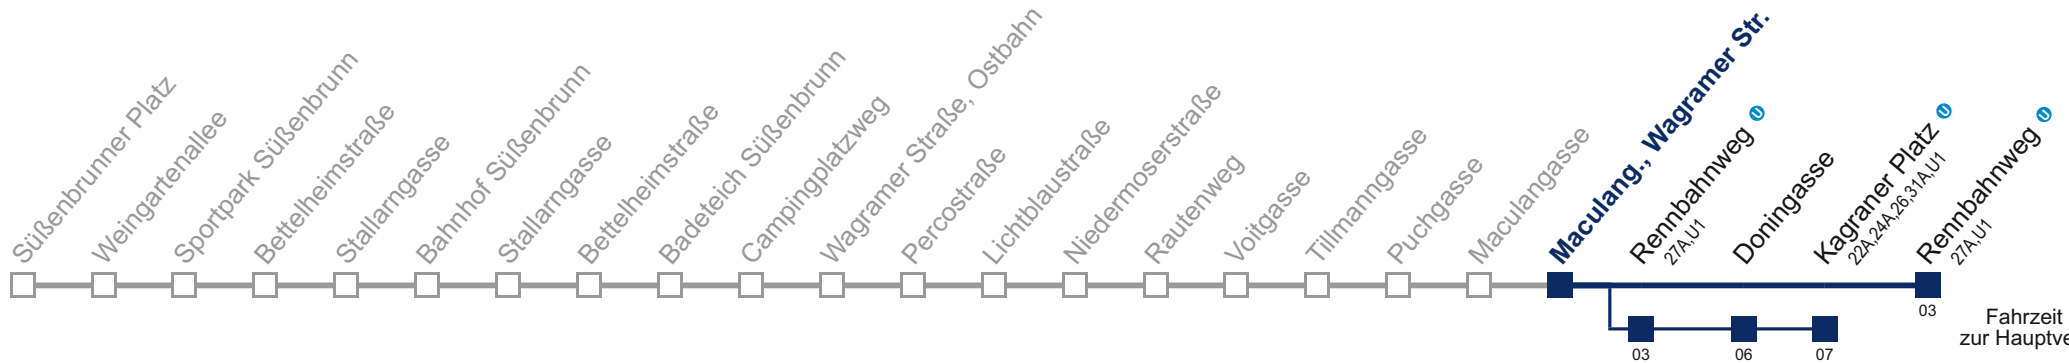 Süßenbrunner Platz
Weingartenallee
Sportpark Süßenbrunn
Bettelheimstraße
Stallarngasse
Bahnhof Süßenbrunn
Stallarngasse
Bettelheimstraße
Badeteich Süßenbrunn
Campingplatzweg
Wagramer Straße, Ostbahn
Percostraße
Lichtblaustraße
Niedermoserstraße
Rautenweg
Voitgasse
Tillmanngasse
Puchgasse
Maculangasse
Maculang., Wagramer Str.
Rennbahnweg U
27A,U1
Doningasse
Kagraner Platz U
22A,24A,26,31A,U1
Rennbahnweg U
27A,U1
03
03
06
07
Fahrzeit
zur Hauptve